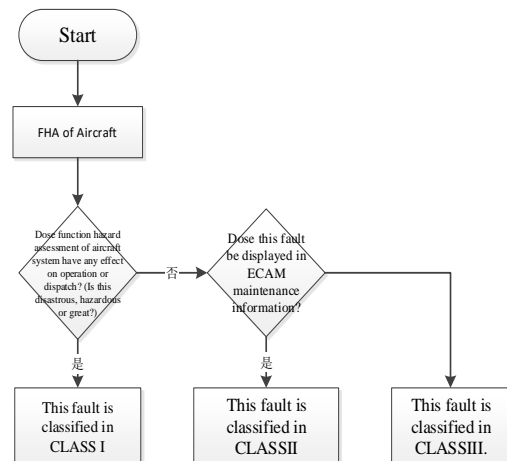 Start
FHA of Aircraft
Dose function hazard
assessment of aircraft
system have any effect
on operation or
dispatch? (Is this
disastrous, hazardous
or great?)
否
Dose this fault
be displayed in
ECAM
maintenance
information?
是
是
This fault is
classified in
CLASS I
This fault is
classified in
CLASSII
This fault is
classified in
CLASSIII.